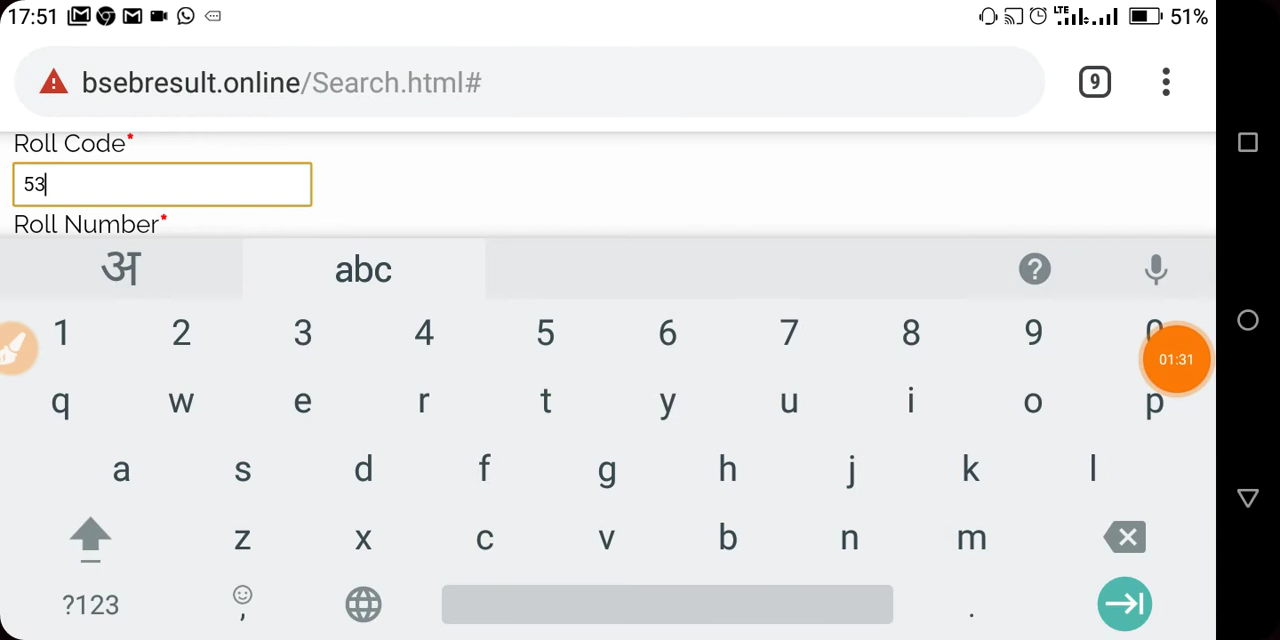 17:51 LTE 51%
bsebresult.online/Search.html# 9
Roll Code*
53
Roll Number*
अ abc ?
1 2 3 4 5 6 7 8 9 0
01:31
q w e r t y u i o p
a s d f g h j k l
z x c v b n m
?123 , .